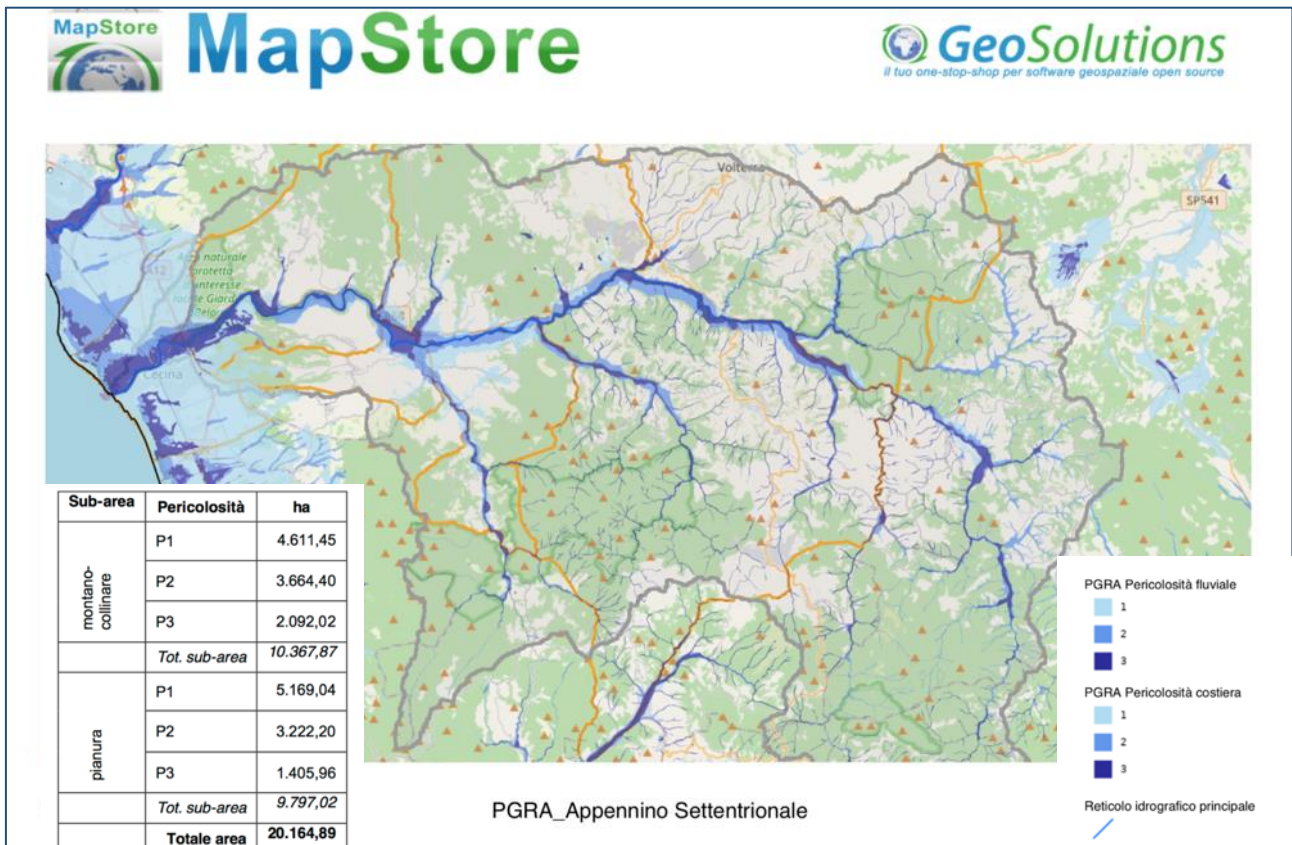 MapStore
MapStore
GeoSolutions
il tuo one-stop-shop per software geospaziale open source
Volterra
SP541
A12
naturale
protetta
interesse
Cecina
Sub-area Pericolosità ha
montano-
collinare
P1 4.611,45
P2 3.664,40
P3 2.092,02
Tot. sub-area 10.367,87
pianura
P1 5.169,04
P2 3.222,20
P3 1.405,96
Tot. sub-area 9.797,02
Totale area 20.164,89
PGRA_Appennino Settentrionale
PGRA Pericolosità fluviale
1
2
3
PGRA Pericolosità costiera
1
2
3
Reticolo idrografico principale